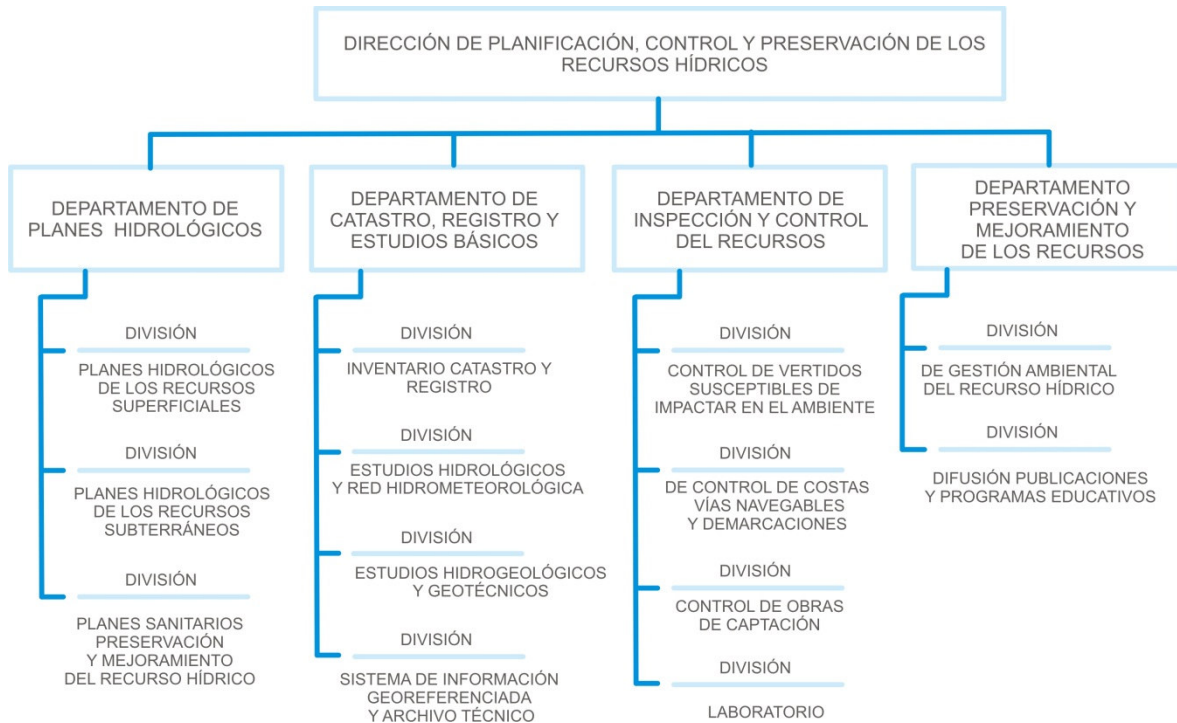 DIRECCIÓN DE PLANIFICACIÓN, CONTROL Y PRESERVACIÓN DE LOS
RECURSOS HÍDRICOS
DEPARTAMENTO DE
PLANES HIDROLÓGICOS
DIVISIÓN
PLANES HIDROLÓGICOS
DE LOS RECURSOS
SUPERFICIALES
DIVISIÓN
PLANES HIDROLÓGICOS
DE LOS RECURSOS
SUBTERRÁNEOS
DIVISIÓN
PLANES SANITARIOS
PRESERVACIÓN
Y MEJORAMIENTO
DEL RECURSO HÍDRICO
DEPARTAMENTO DE
CATASTRO, REGISTRO Y
ESTUDIOS BÁSICOS
DIVISIÓN
INVENTARIO CATASTRO Y
REGISTRO
DIVISIÓN
ESTUDIOS HIDROLÓGICOS
Y RED HIDROMETEOROLÓGICA
DIVISIÓN
ESTUDIOS HIDROGEOLÓGICOS
Y GEOTÉCNICOS
DIVISIÓN
SISTEMA DE INFORMACIÓN
GEOREFERENCIADA
Y ARCHIVO TÉCNICO
DEPARTAMENTO DE
INSPECCIÓN Y CONTROL
DEL RECURSOS
DIVISIÓN
CONTROL DE VERTIDOS
SUSCEPTIBLES DE
IMPACTAR EN EL AMBIENTE
DIVISIÓN
DE CONTROL DE COSTAS
VÍAS NAVEGABLES
Y DEMARCACIONES
DIVISIÓN
CONTROL DE OBRAS
DE CAPTACIÓN
DIVISIÓN
LABORATORIO
DEPARTAMENTO
PRESERVACIÓN Y
MEJORAMIENTO
DE LOS RECURSOS
DIVISIÓN
DE GESTIÓN AMBIENTAL
DEL RECURSO HÍDRICO
DIVISIÓN
DIFUSIÓN PUBLICACIONES
Y PROGRAMAS EDUCATIVOS